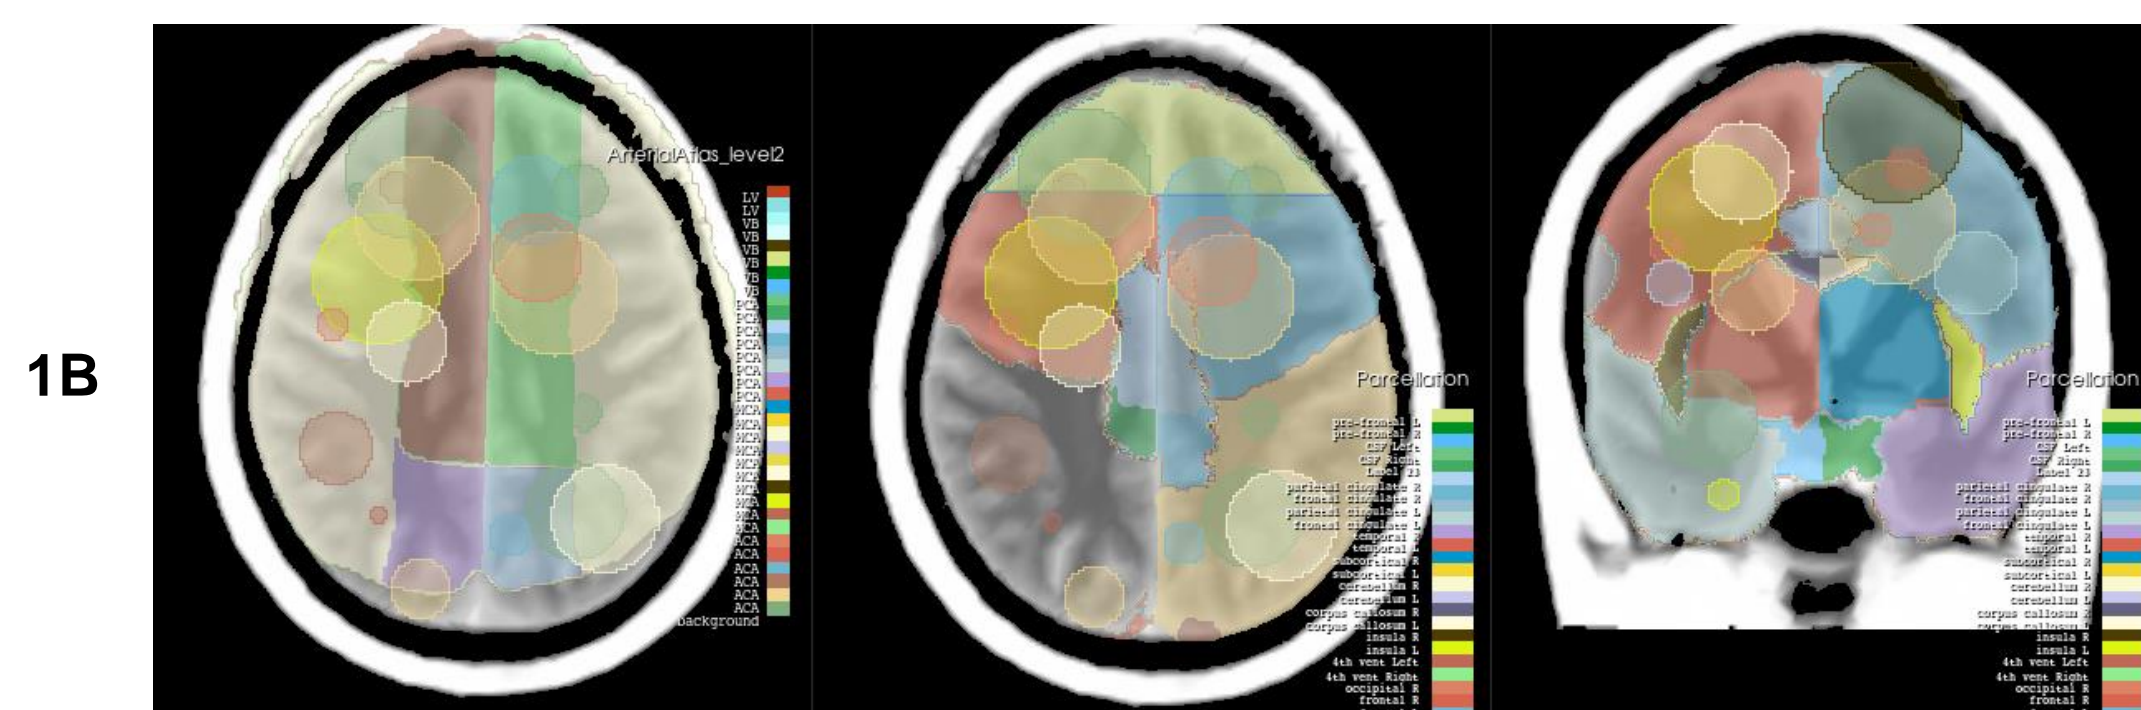 1B
ArterialAtlas_level2
LV
LV
VB
VB
VB
VB
VB
VB
PCA
PCA
PCA
PCA
PCA
PCA
PCA
PCA
MCA
MCA
MCA
MCA
MCA
MCA
MCA
MCA
MCA
ACA
ACA
ACA
ACA
ACA
ACA
background
Parcellation
pre-frontal L
pre-frontal R
CSF Left
CSF Right
Label 23
parietal cingulate R
frontal cingulate R
parietal cingulate L
frontal cingulate L
temporal R
temporal L
subcortical R
subcortical L
cerebellum R
cerebellum L
corpus callosum R
corpus callosum L
insula R
insula L
4th vent Left
4th vent Right
occipital R
frontal R
Parcellation
pre-frontal L
pre-frontal R
CSF Left
CSF Right
Label 23
parietal cingulate R
frontal cingulate R
parietal cingulate L
frontal cingulate L
temporal R
temporal L
subcortical R
subcortical L
cerebellum R
cerebellum L
corpus callosum R
corpus callosum L
insula R
insula L
4th vent Left
4th vent Right
occipital R
frontal R